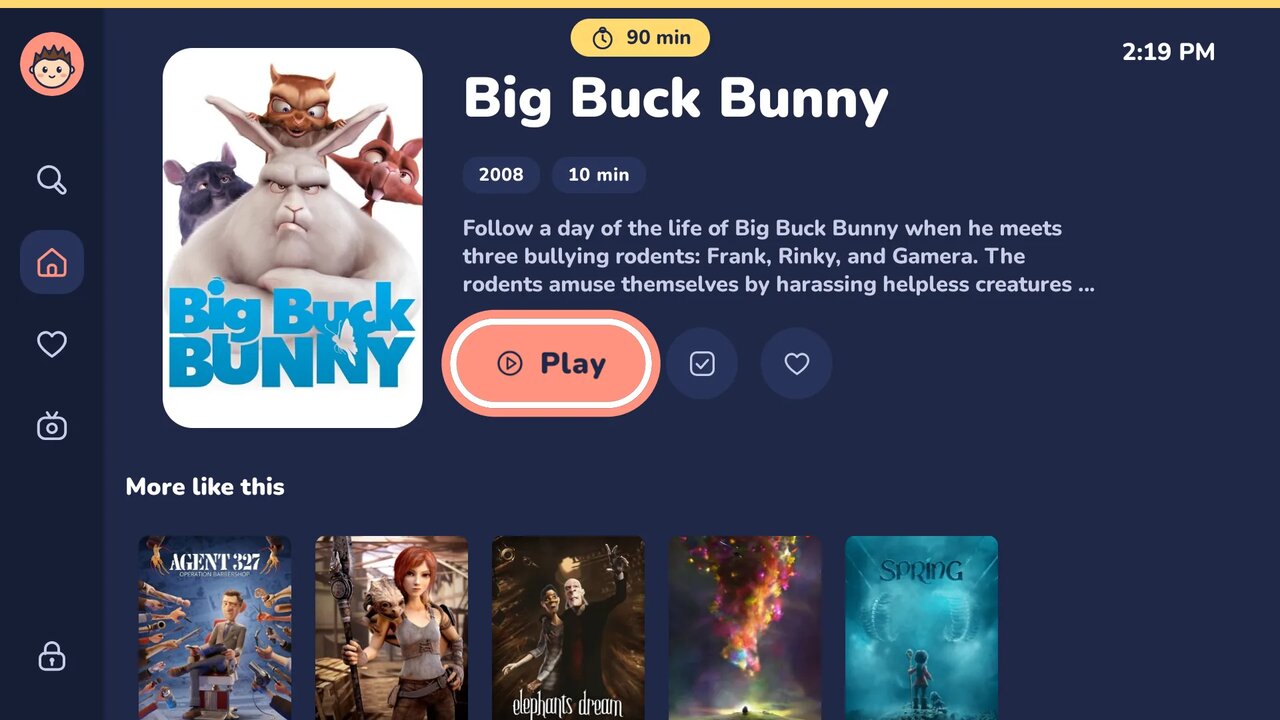 90 min
2:19 PM
Big Buck Bunny
2008
10 min
Follow a day of the life of Big Buck Bunny when he meets
three bullying rodents: Frank, Rinky, and Gamera. The
rodents amuse themselves by harassing helpless creatures ...
Play
Big Buck
BUNNY
More like this
AGENT 327
OPERATION BARBERSHOP
elephants dream
SPRING